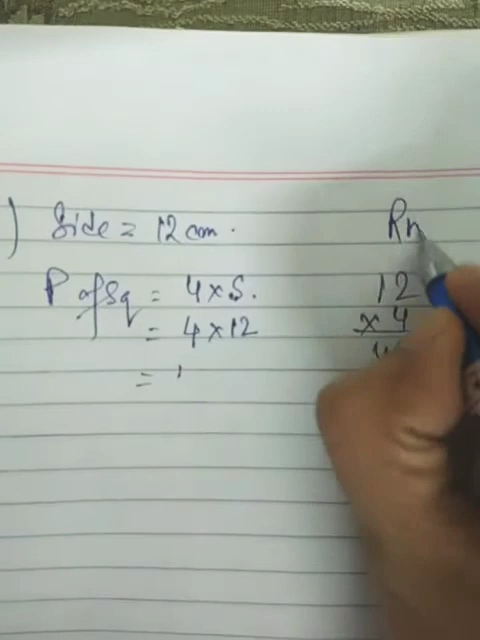 ) Side = 12 cm.
P of Sq = 4 × S.
= 4 × 12
=
Rn
12
× 4